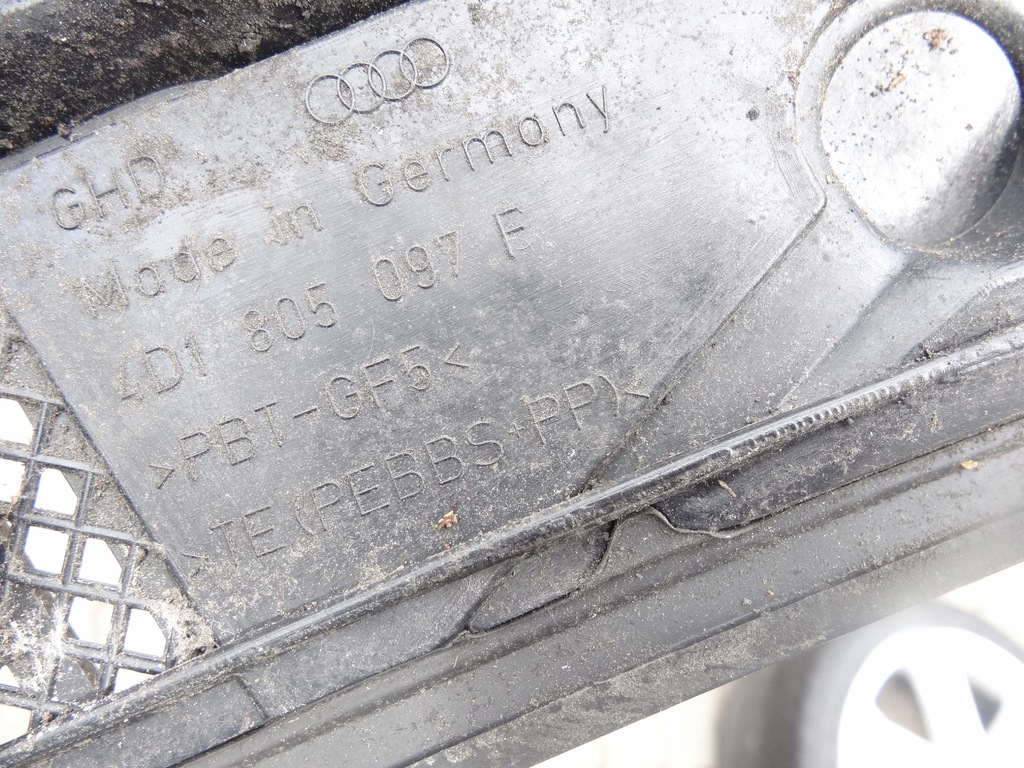 GHD
Made in Germany
4D1 805 097 F
>PBT-GF5<
>TE(PEBBS+PP)<